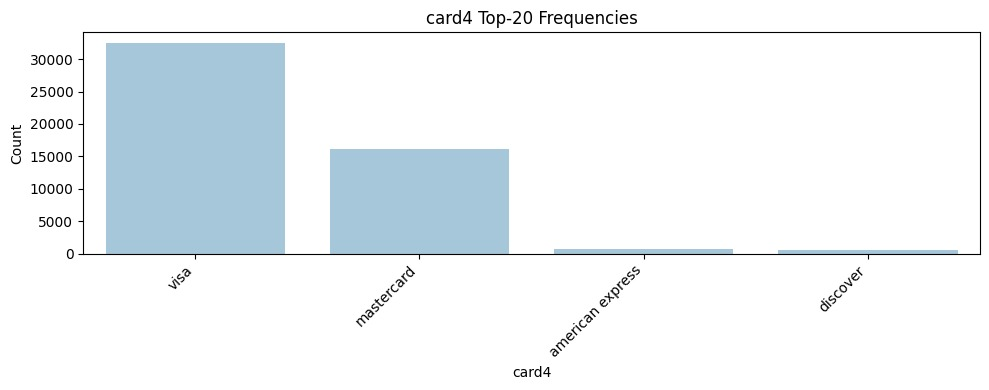 card4 Top-20 Frequencies
Count
30000
25000
20000
15000
10000
5000
0
visa
mastercard
american express
discover
card4